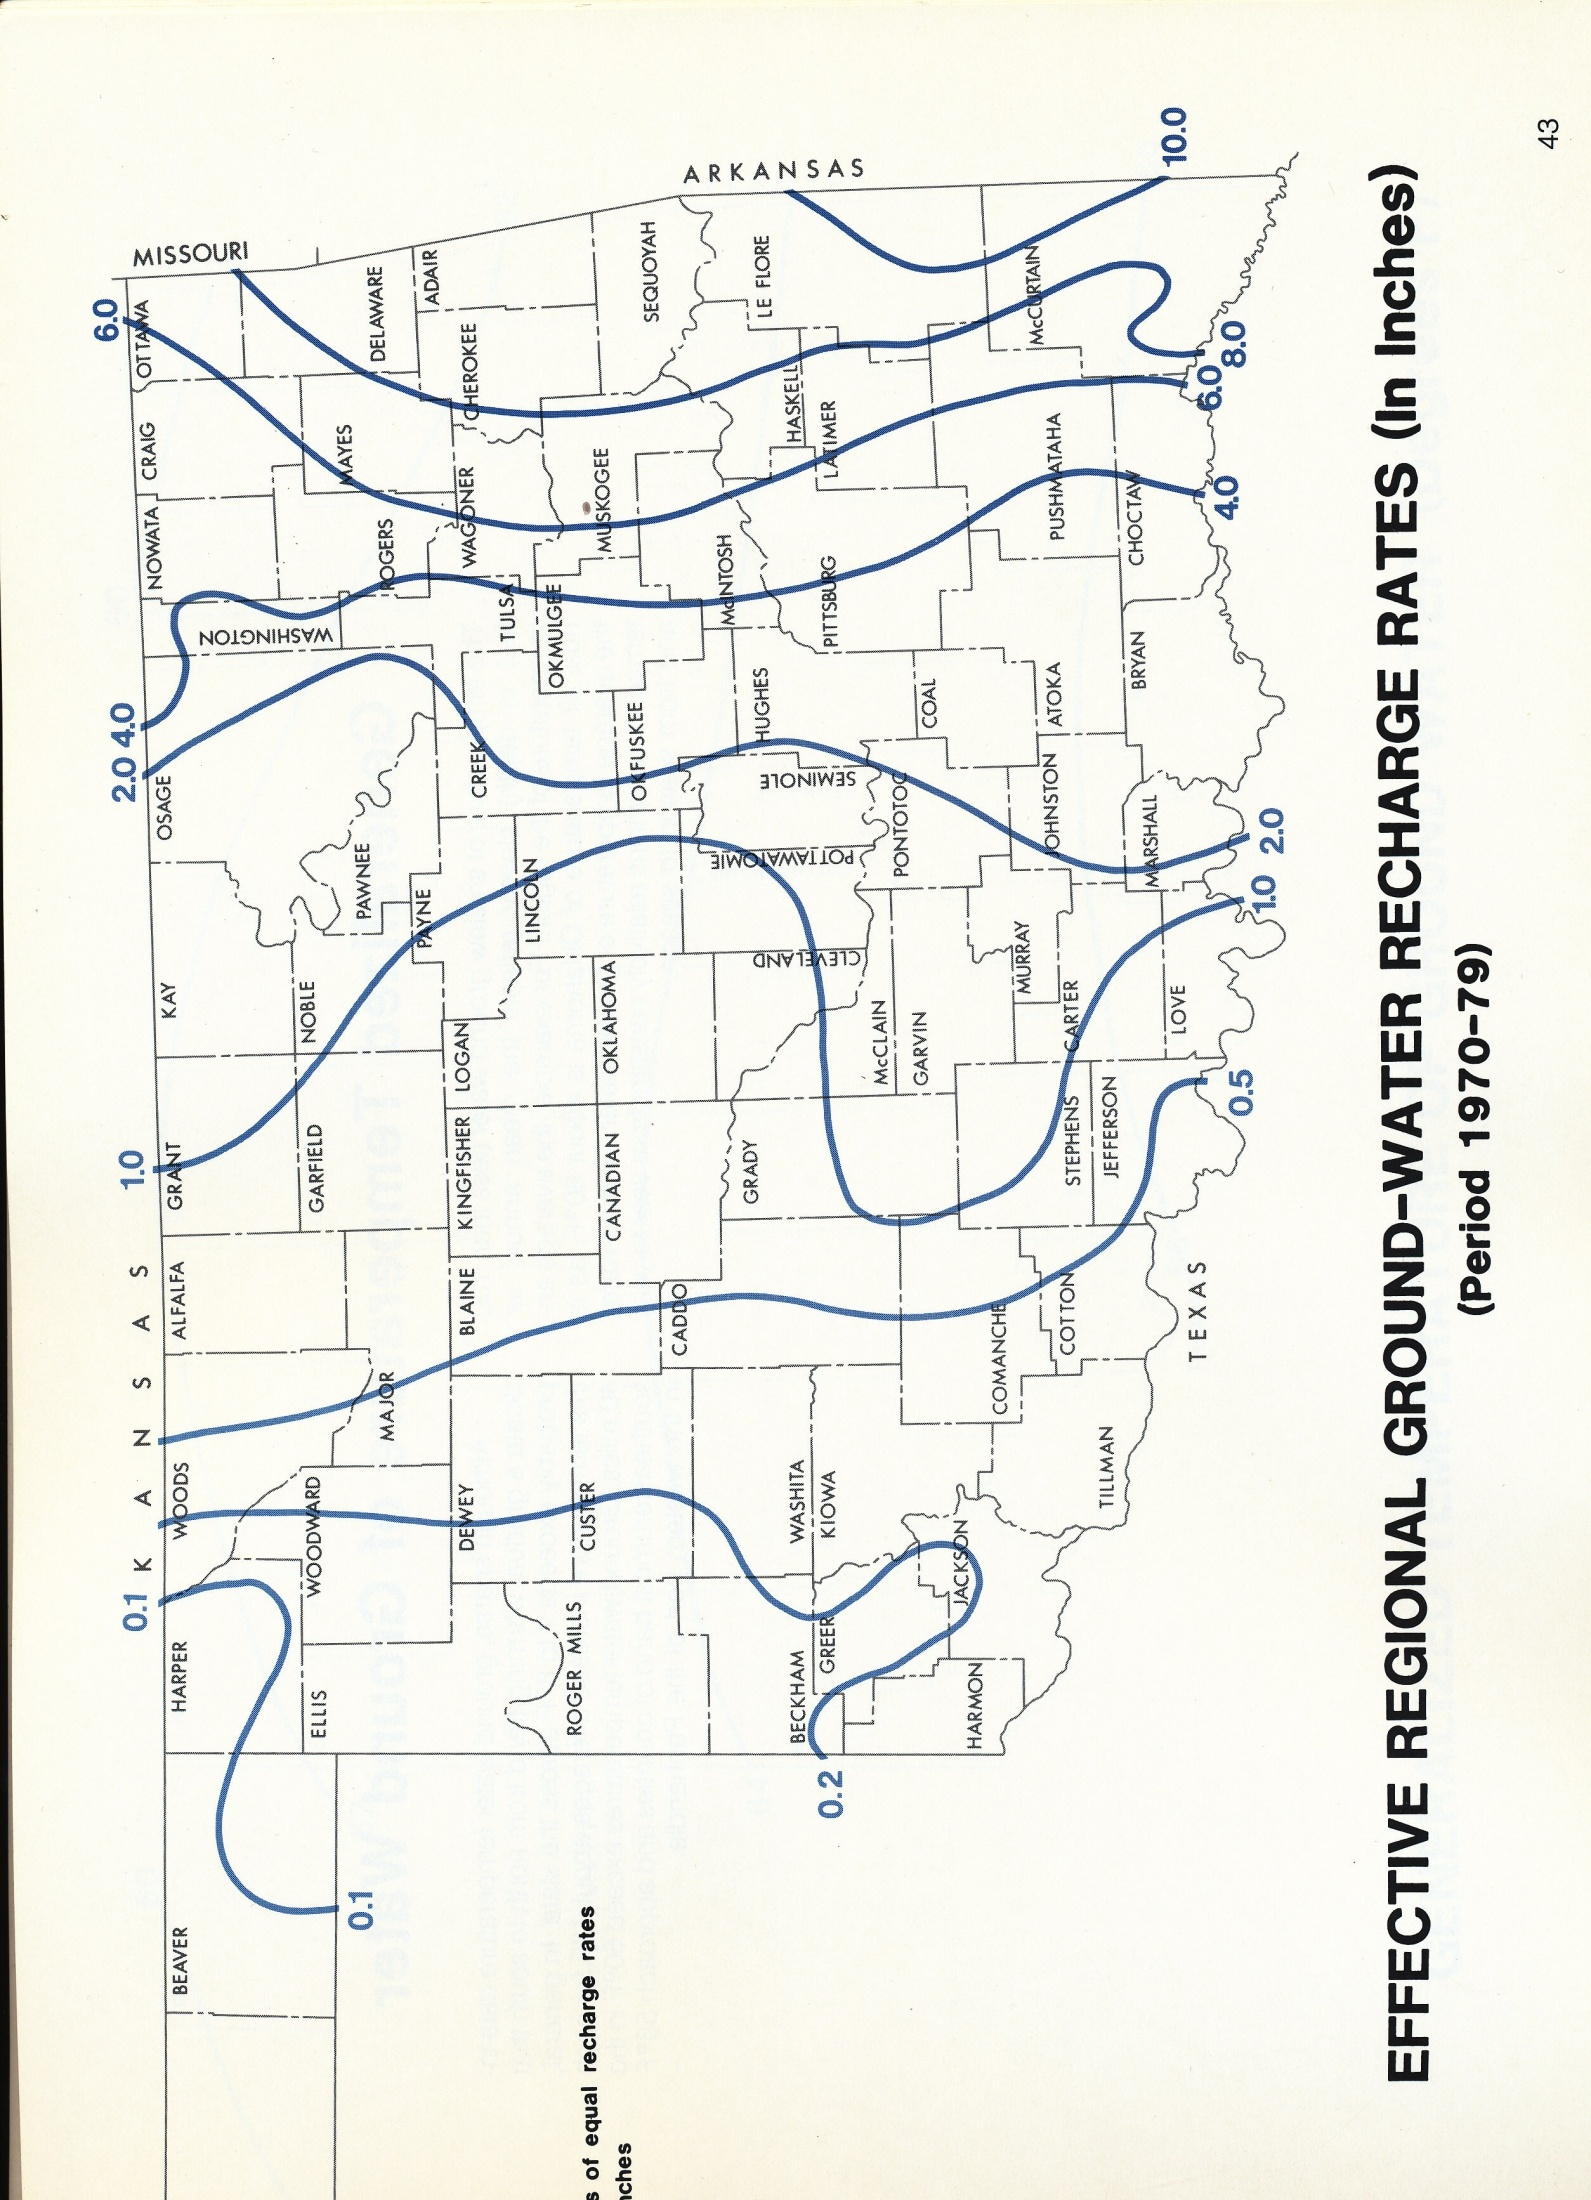 6.0
MISSOURI
ARKANSAS
10.0
OTTAWA
DELAWARE
ADAIR
CHEROKEE
SEQUOYAH
LE FLORE
McCURTAIN
8.0
6.0
CRAIG
MAYES
WAGONER
MUSKOGEE
HASKELL
LATIMER
PUSHMATAHA
CHOCTAW
4.0
NOWATA
ROGERS
WASHINGTON
TULSA
OKMULGEE
McINTOSH
PITTSBURG
2.0 4.0
OSAGE
CREEK
OKFUSKEE
HUGHES
SEMINOLE
COAL
ATOKA
BRYAN
PAWNEE
PAYNE
LINCOLN
POTTAWATOMIE
PONTOTOC
JOHNSTON
MARSHALL
1.0 2.0
KAY
NOBLE
LOGAN
OKLAHOMA
CLEVELAND
McCLAIN
GARVIN
MURRAY
CARTER
LOVE
1.0
GRANT
GARFIELD
KINGFISHER
CANADIAN
GRADY
STEPHENS
JEFFERSON
0.5
KANSAS
ALFALFA
MAJOR
BLAINE
CADDO
COMANCHE
COTTON
TEXAS
WOODS
WOODWARD
DEWEY
CUSTER
WASHITA
KIOWA
JACKSON
TILLMAN
0.1
HARPER
ELLIS
ROGER MILLS
BECKHAM
GREER
HARMON
0.2
BEAVER
0.1
of equal recharge rates
EFFECTIVE REGIONAL GROUND-WATER RECHARGE RATES (In Inches)
(Period 1970-79)
43